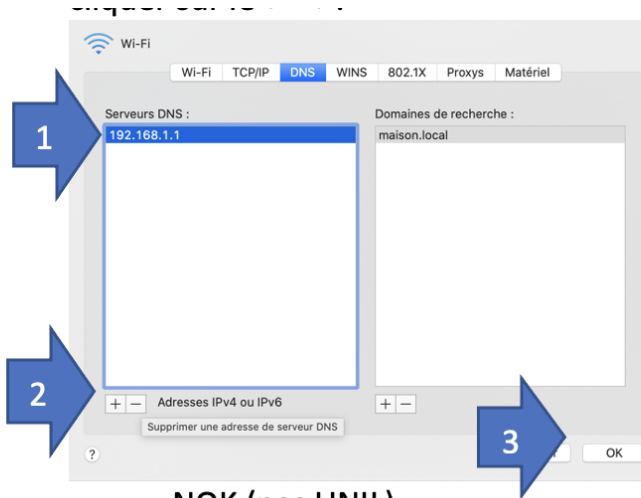 Wi-Fi
Wi-Fi TCP/IP DNS WINS 802.1X Proxys Matériel
Serveurs DNS : Domaines de recherche :
1
192.168.1.1 maison.local
2
+ − Adresses IPv4 ou IPv6 + −
Supprimer une adresse de serveur DNS
3
? OK